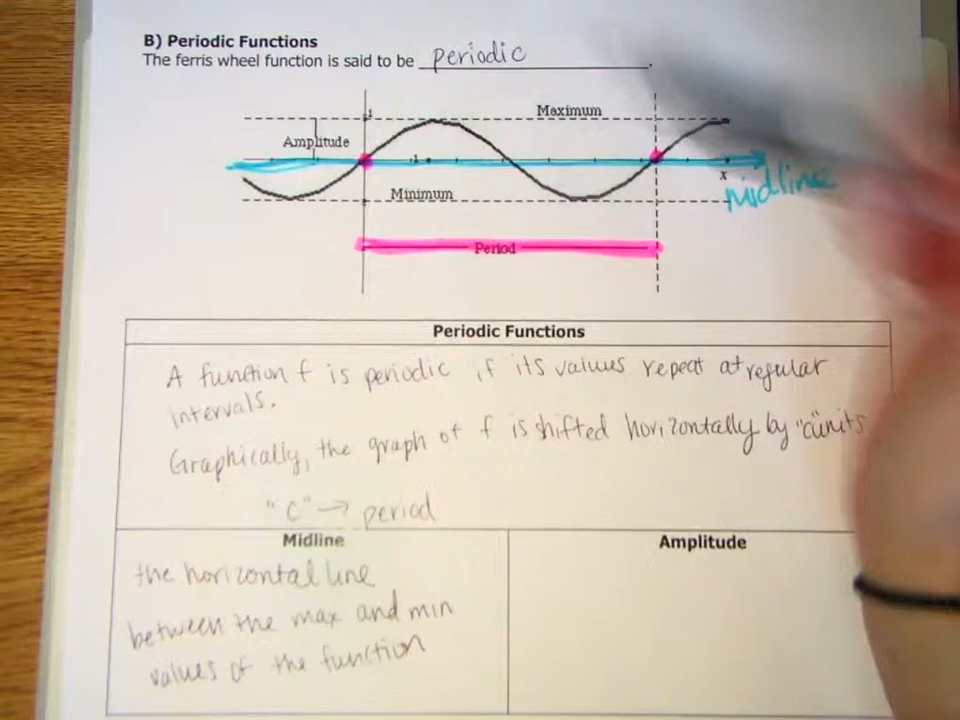 B) Periodic Functions
The ferris wheel function is said to be periodic.
1
Maximum
Amplitude
.1
x
midline
Minimum
Period
Periodic Functions
A function f is periodic if its values repeat at regular
intervals.
Graphically, the graph of f is shifted horizontally by "c" units
"C" → period
Midline
Amplitude
the horizontal line
between the max and min
values of the function